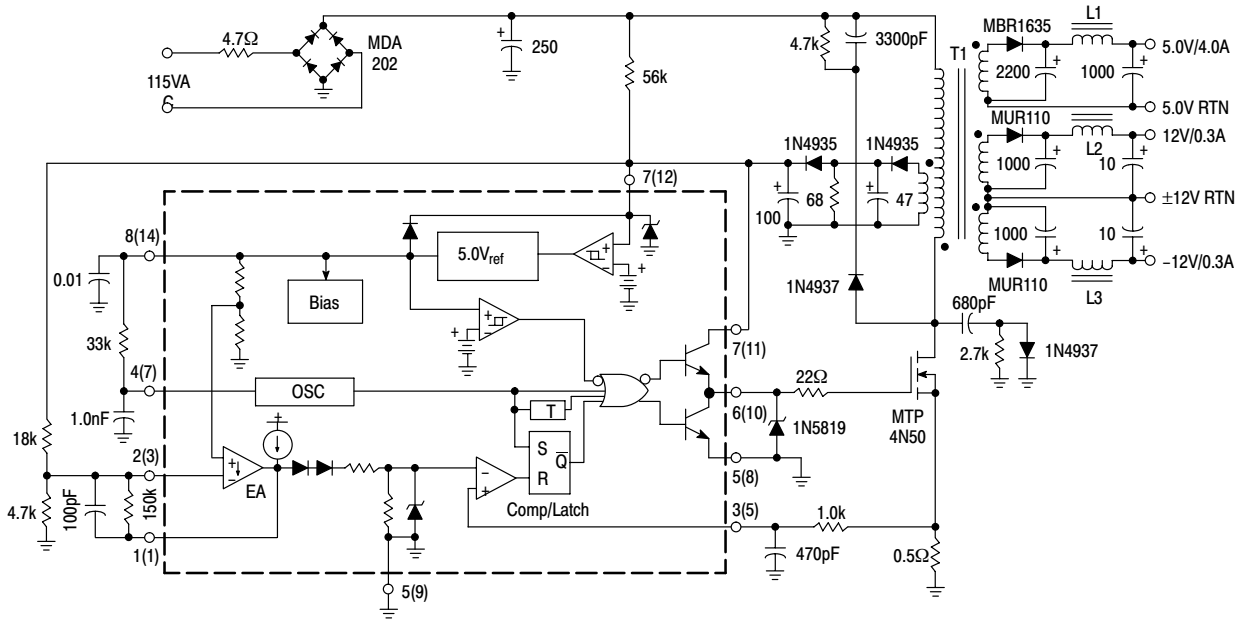 4.7Ω
MDA
202
115VA
C
+
250
56k
4.7k
3300pF
T1
MBR1635
L1
5.0V/4.0A
+
2200
+
1000
5.0V RTN
MUR110
12V/0.3A
L2
+
1000
+
10
±12V RTN
1000
+
10
+
MUR110
L3
–12V/0.3A
1N4935
1N4935
+
100
68
+
47
7(12)
8(14)
0.01
5.0Vref
+
–
+
Bias
+
–
+
1N4937
680pF
2.7k
1N4937
33k
7(11)
4(7)
OSC
1.0nF
T
6(10)
22Ω
1N5819
MTP
4N50
18k
2(3)
+
–
EA
S
R
Q
–
+
Comp/Latch
5(8)
4.7k
100pF
150k
1(1)
3(5)
1.0k
470pF
0.5Ω
5(9)